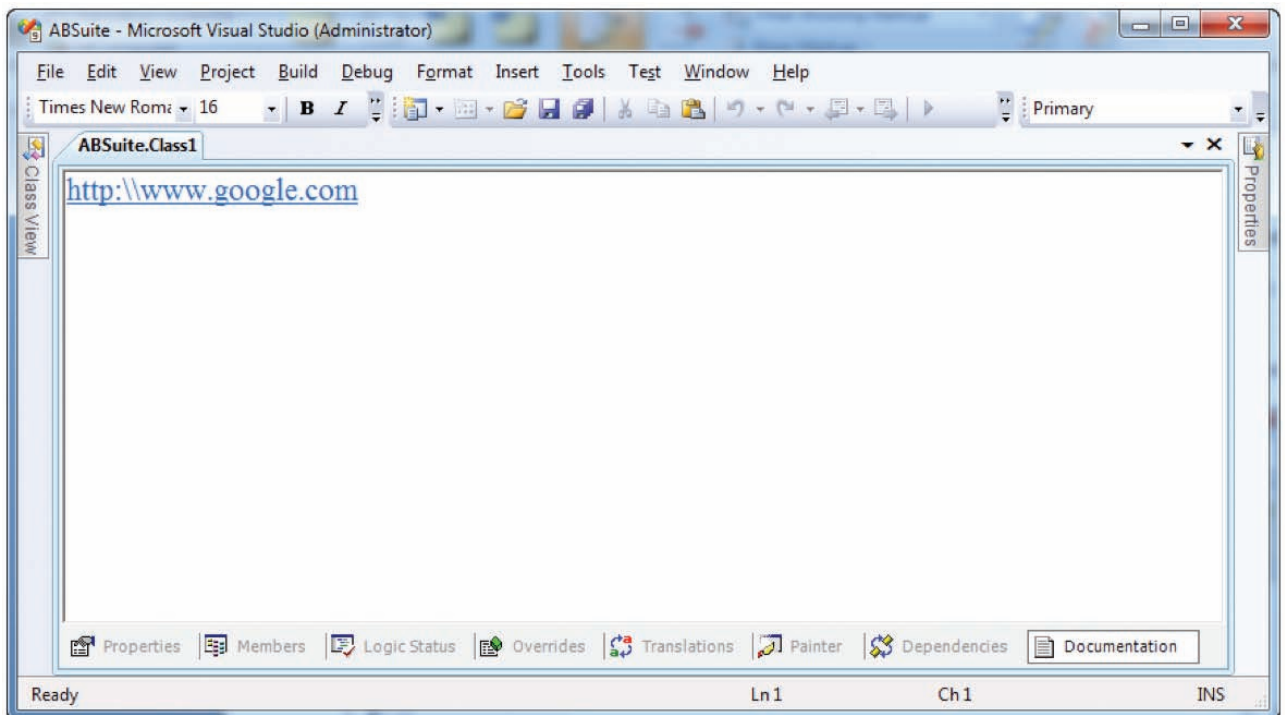 ABSuite - Microsoft Visual Studio (Administrator)
File Edit View Project Build Debug Format Insert Tools Test Window Help
Times New Roma 16 B I Primary
ABSuite.Class1
Class View
Properties
http:\\www.google.com
Properties Members Logic Status Overrides Translations Painter Dependencies Documentation
Ready Ln 1 Ch 1 INS